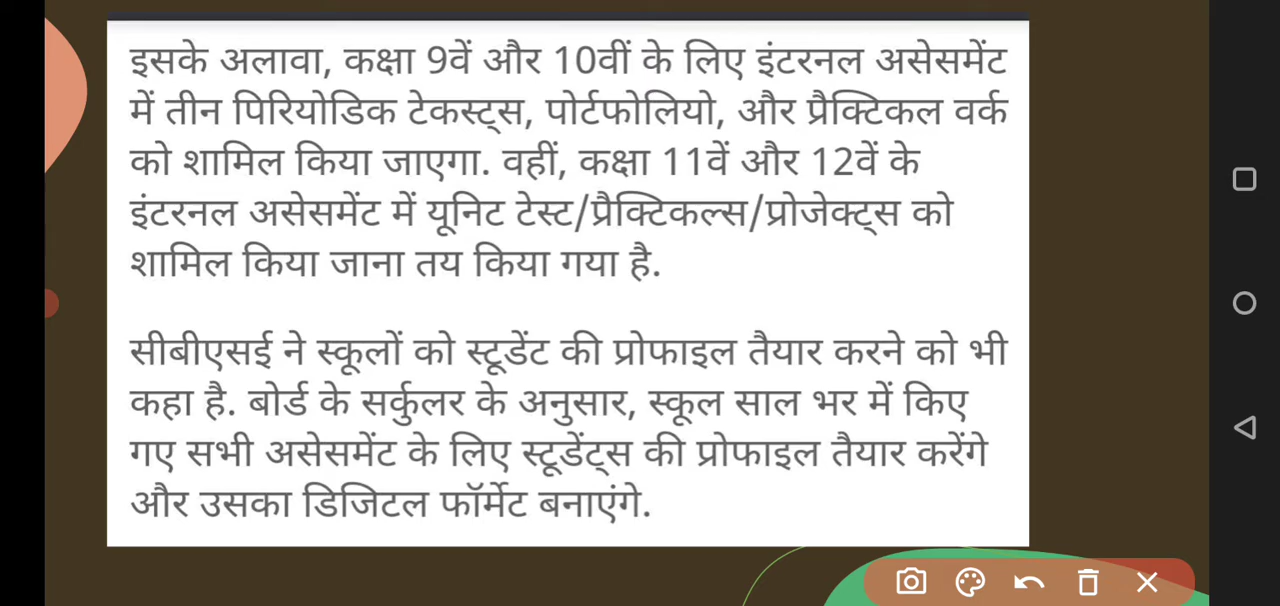 इसके अलावा, कक्षा 9वें और 10वीं के लिए इंटरनल असेसमेंट
में तीन पिरियोडिक टेकस्ट्स, पोर्टफोलियो, और प्रैक्टिकल वर्क
को शामिल किया जाएगा. वहीं, कक्षा 11वें और 12वें के
इंटरनल असेसमेंट में यूनिट टेस्ट/प्रैक्टिकल्स/प्रोजेक्ट्स को
शामिल किया जाना तय किया गया है.
सीबीएसई ने स्कूलों को स्टूडेंट की प्रोफाइल तैयार करने को भी
कहा है. बोर्ड के सर्कुलर के अनुसार, स्कूल साल भर में किए
गए सभी असेसमेंट के लिए स्टूडेंट्स की प्रोफाइल तैयार करेंगे
और उसका डिजिटल फॉर्मेट बनाएंगे.